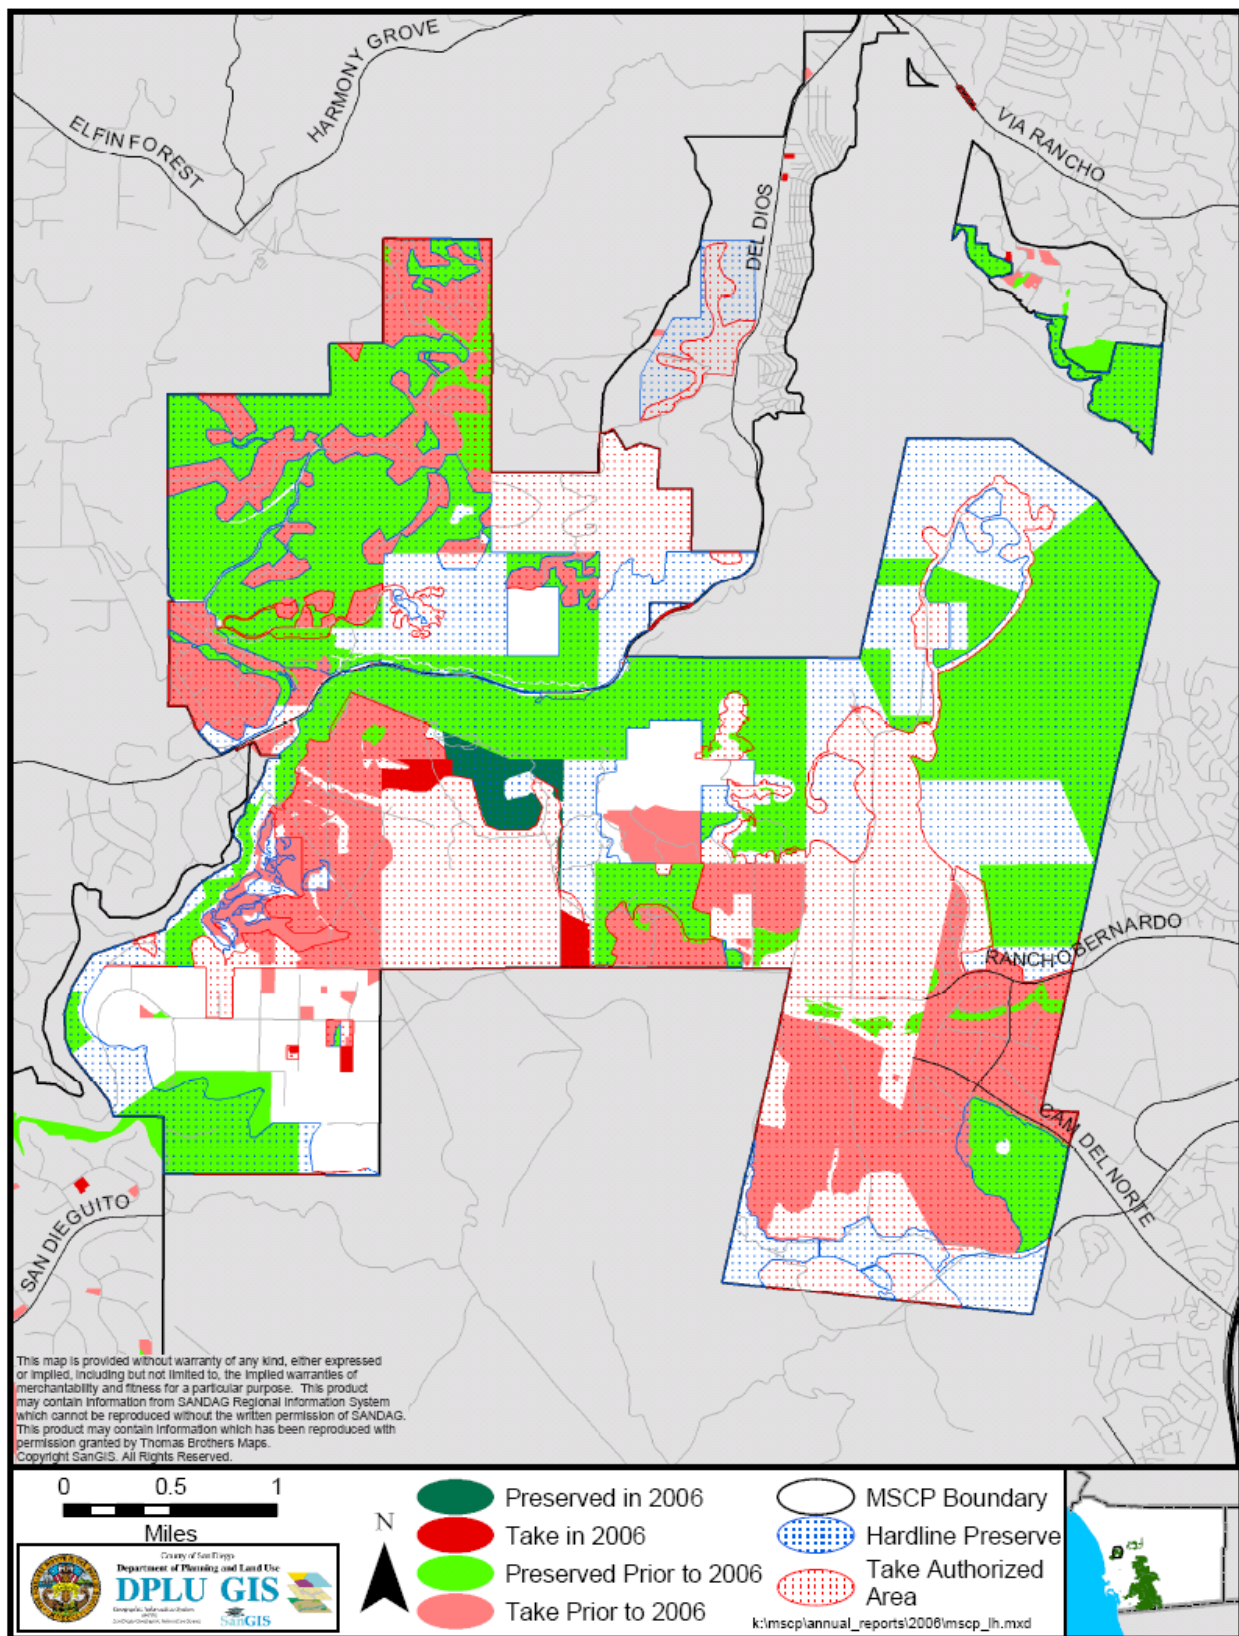 HARMONY GROVE
ELFIN FOREST
VIA RANCHO
DEL DIOS
RANCHO BERNARDO
CAM DEL NORTE
SAN DIEGUITO
This map is provided without warranty of any kind, either expressed
or implied, including but not limited to, the implied warranties of
merchantability and fitness for a particular purpose. This product
may contain information from SANDAG Regional Information System
which cannot be reproduced without the written permission of SANDAG.
This product may contain information which has been reproduced with
permission granted by Thomas Brothers Maps.
Copyright SanGIS. All Rights Reserved.
0 0.5 1
Miles
N
County of San Diego
Department of Planning and Land Use
DPLU GIS
SanGIS
Preserved in 2006
Take in 2006
Preserved Prior to 2006
Take Prior to 2006
MSCP Boundary
Hardline Preserve
Take Authorized
Area
k:\mscp\annual_reports\2006\mscp_lh.mxd